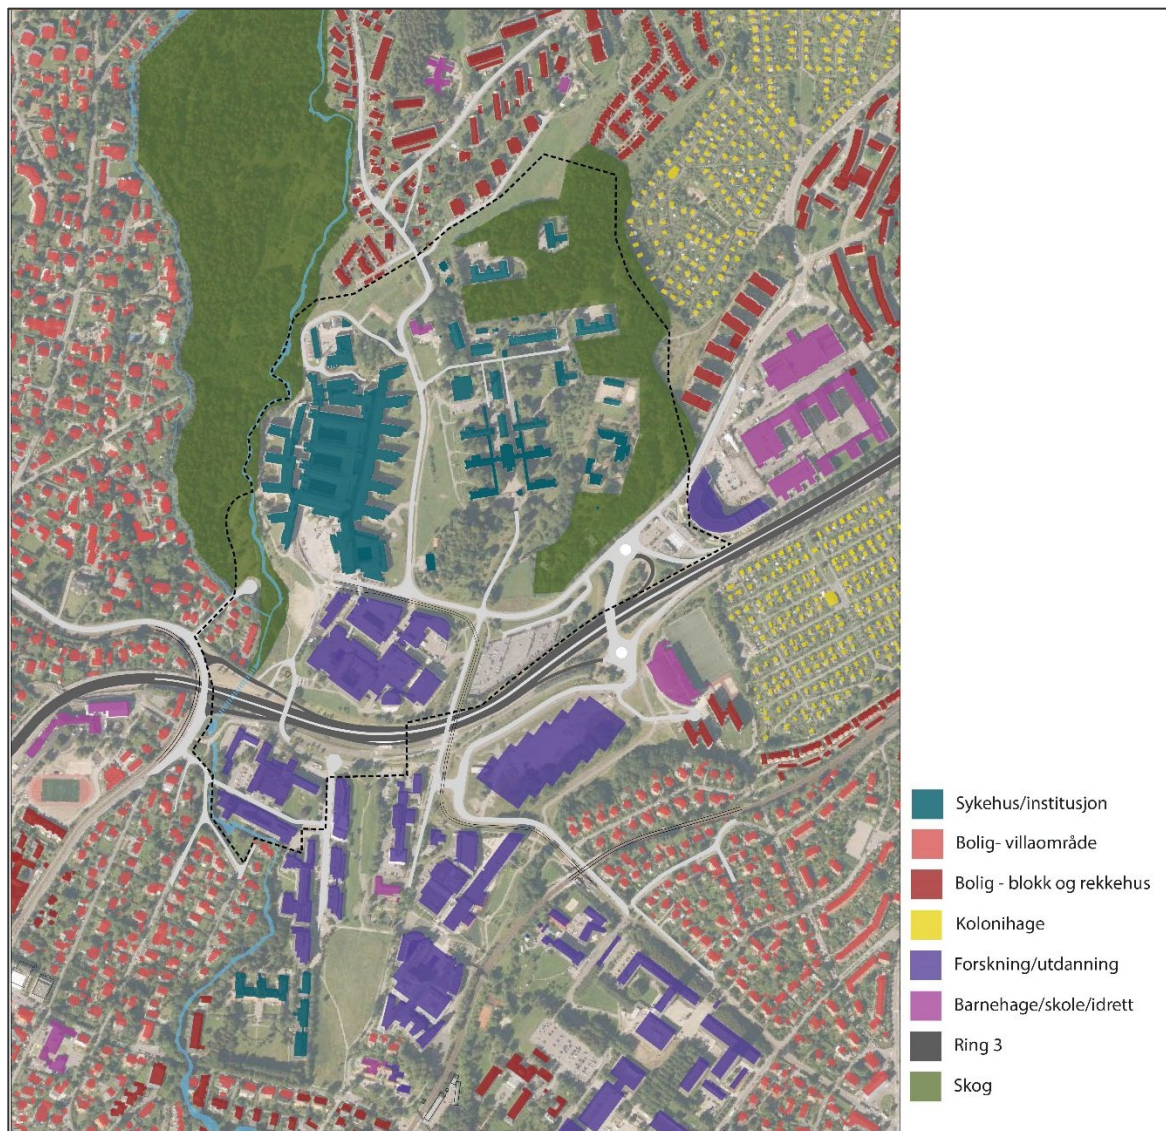 Sykehus/institusjon
Bolig- villaområde
Bolig - blokk og rekkehus
Kolonihage
Forskning/utdanning
Barnehage/skole/idrett
Ring 3
Skog